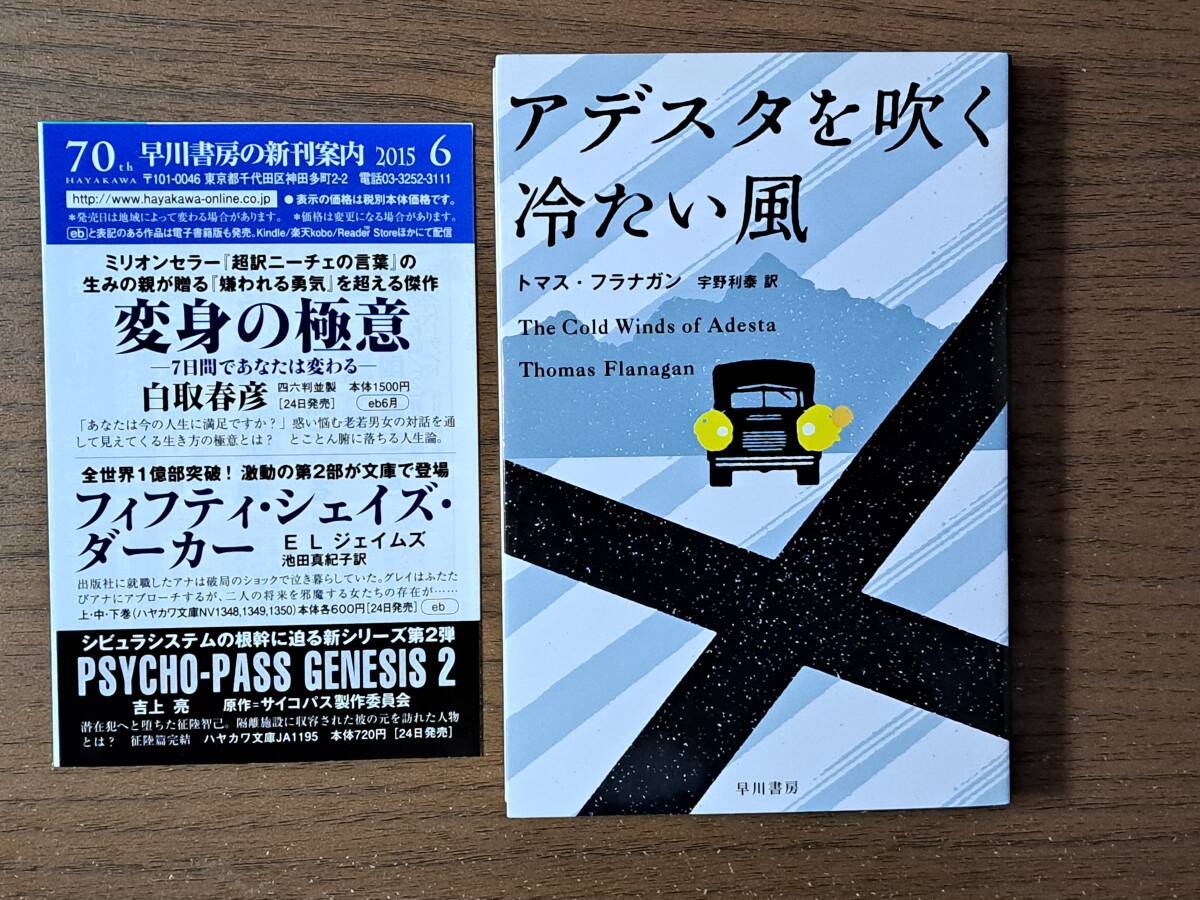 70th 早川書房の新刊案内 2015 6
HAYAKAWA 〒101-0046 東京都千代田区神田多町2-2 電話03-3252-3111
http://www.hayakawa-online.co.jp ●表示の価格は税別本体価格です。
*発売日は地域によって変わる場合があります。 *価格は変更になる場合があります。
ebと表記のある作品は電子書籍版も発売。Kindle/楽天kobo/Reader Storeほかにて配信
ミリオンセラー『超訳ニーチェの言葉』の
生みの親が贈る『嫌われる勇気』を超える傑作
変身の極意
―7日間であなたは変わる―
白取春彦 四六判並製 本体1500円
[24日発売] eb6月
「あなたは今の人生に満足ですか?」惑い悩む老若男女の対話を通
して見えてくる生き方の極意とは? とことん腑に落ちる人生論。
全世界1億部突破! 激動の第2部が文庫で登場
フィフティ・シェイズ・
ダーカー EL ジェイムズ
池田真紀子訳
出版社に就職したアナは破局のショックで泣き暮らしていた。グレイはふたた
びアナにアプローチするが、二人の将来を邪魔する女たちの存在が……
上・中・下巻(ハヤカワ文庫NV1348,1349,1350)本体各600円[24日発売] eb
シビュラシステムの根幹に迫る新シリーズ第2弾
PSYCHO-PASS GENESIS 2
吉上 亮 原作=サイコパス製作委員会
潜在犯へと堕ちた征陸智己。隔離施設に収容された彼の元を訪れた人物
とは? 征陸篇完結 ハヤカワ文庫JA1195 本体720円 [24日発売]
アデスタを吹く
冷たい風
トマス・フラナガン 宇野利泰 訳
The Cold Winds of Adesta
Thomas Flanagan
早川書房